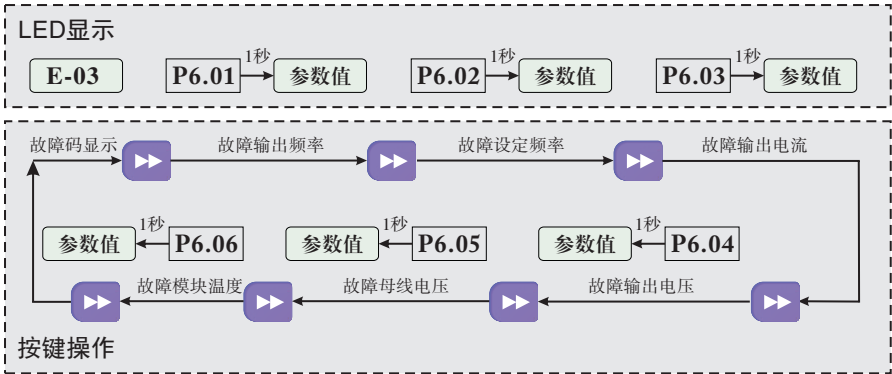 LED显示
E-03 P6.01 1秒 参数值 P6.02 1秒 参数值 P6.03 1秒 参数值
故障码显示 故障输出频率 故障设定频率 故障输出电流
参数值 1秒 P6.06 参数值 1秒 P6.05 参数值 1秒 P6.04
故障模块温度 故障母线电压 故障输出电压
按键操作